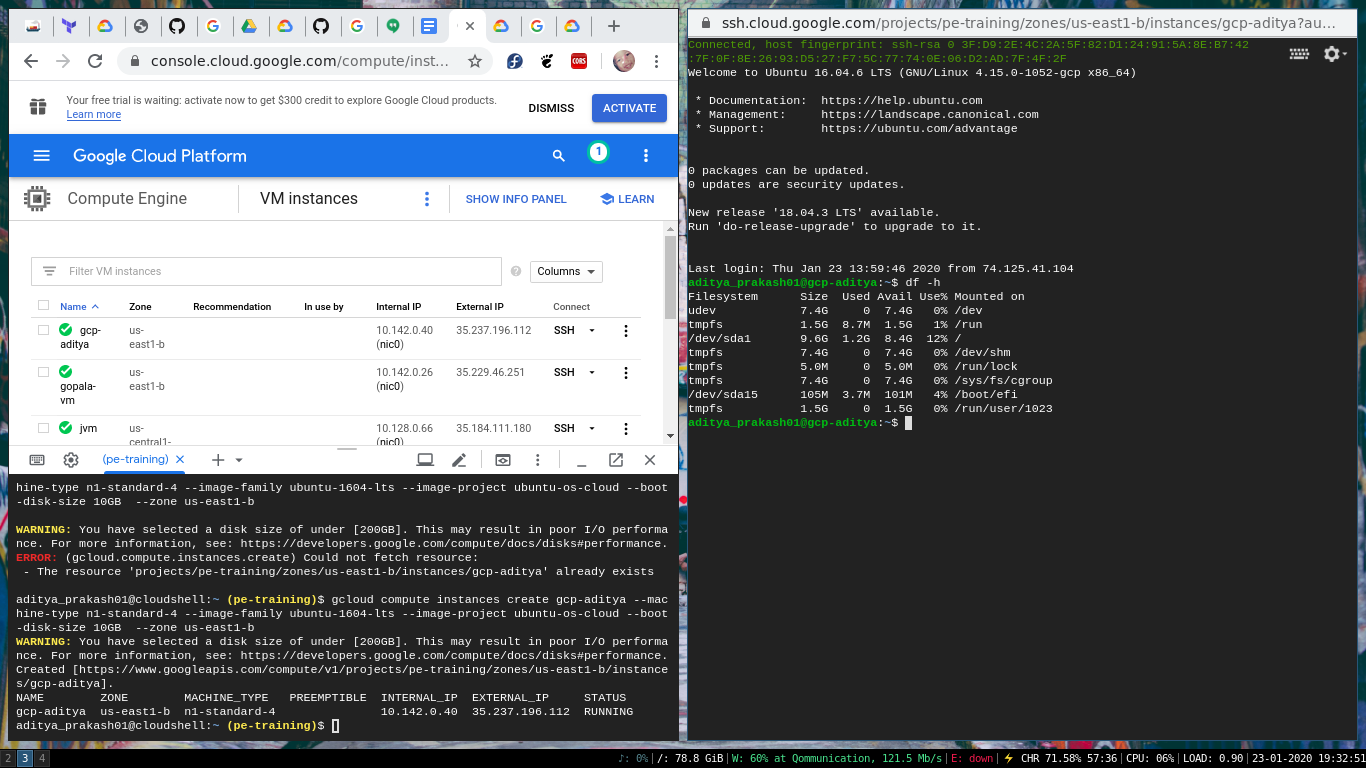 console.cloud.google.com/compute/inst...
CORS
Your free trial is waiting: activate now to get $300 credit to explore Google Cloud products.
Learn more
DISMISS
ACTIVATE
Google Cloud Platform
1
Compute Engine
VM instances
SHOW INFO PANEL
LEARN
Filter VM instances
Columns
Name Zone Recommendation In use by Internal IP External IP Connect
gcp-aditya us-east1-b 10.142.0.40 (nic0) 35.237.196.112 SSH
gopala-vm us-east1-b 10.142.0.26 (nic0) 35.229.46.251 SSH
jvm us-central1- 10.128.0.66 (nic0) 35.184.111.180 SSH
(pe-training)
hine-type n1-standard-4 --image-family ubuntu-1604-lts --image-project ubuntu-os-cloud --boot
-disk-size 10GB  --zone us-east1-b
WARNING: You have selected a disk size of under [200GB]. This may result in poor I/O performa
nce. For more information, see: https://developers.google.com/compute/docs/disks#performance.
ERROR: (gcloud.compute.instances.create) Could not fetch resource:
 - The resource 'projects/pe-training/zones/us-east1-b/instances/gcp-aditya' already exists
aditya_prakash01@cloudshell:~ (pe-training)$ gcloud compute instances create gcp-aditya --mac
hine-type n1-standard-4 --image-family ubuntu-1604-lts --image-project ubuntu-os-cloud --boot
-disk-size 10GB  --zone us-east1-b
WARNING: You have selected a disk size of under [200GB]. This may result in poor I/O performa
nce. For more information, see: https://developers.google.com/compute/docs/disks#performance.
Created [https://www.googleapis.com/compute/v1/projects/pe-training/zones/us-east1-b/instance
s/gcp-aditya].
NAME        ZONE        MACHINE_TYPE   PREEMPTIBLE  INTERNAL_IP  EXTERNAL_IP     STATUS
gcp-aditya  us-east1-b  n1-standard-4               10.142.0.40  35.237.196.112  RUNNING
aditya_prakash01@cloudshell:~ (pe-training)$
ssh.cloud.google.com/projects/pe-training/zones/us-east1-b/instances/gcp-aditya?au...
Connected, host fingerprint: ssh-rsa 0 3F:D9:2E:4C:2A:5F:82:D1:24:91:5A:8E:B7:42
:7F:0F:8E:26:93:D5:27:F7:5C:77:74:0E:06:D2:AD:7F:4F:2F
Welcome to Ubuntu 16.04.6 LTS (GNU/Linux 4.15.0-1052-gcp x86_64)
 * Documentation:  https://help.ubuntu.com
 * Management:     https://landscape.canonical.com
 * Support:        https://ubuntu.com/advantage
0 packages can be updated.
0 updates are security updates.
New release '18.04.3 LTS' available.
Run 'do-release-upgrade' to upgrade to it.
Last login: Thu Jan 23 13:59:46 2020 from 74.125.41.104
aditya_prakash01@gcp-aditya:~$ df -h
Filesystem      Size  Used Avail Use% Mounted on
udev            7.4G     0  7.4G   0% /dev
tmpfs           1.5G  8.7M  1.5G   1% /run
/dev/sda1       9.6G  1.2G  8.4G  12% /
tmpfs           7.4G     0  7.4G   0% /dev/shm
tmpfs           5.0M     0  5.0M   0% /run/lock
tmpfs           7.4G     0  7.4G   0% /sys/fs/cgroup
/dev/sda15      105M  3.7M  101M   4% /boot/efi
tmpfs           1.5G     0  1.5G   0% /run/user/1023
aditya_prakash01@gcp-aditya:~$
2 3 4 ♪: 0%|/: 78.8 GiB|W: 60% at Qommunication, 121.5 Mb/s|E: down|⚡ CHR 71.58% 57:36|CPU: 06%|LOAD: 0.90|23-01-2020 19:32:51